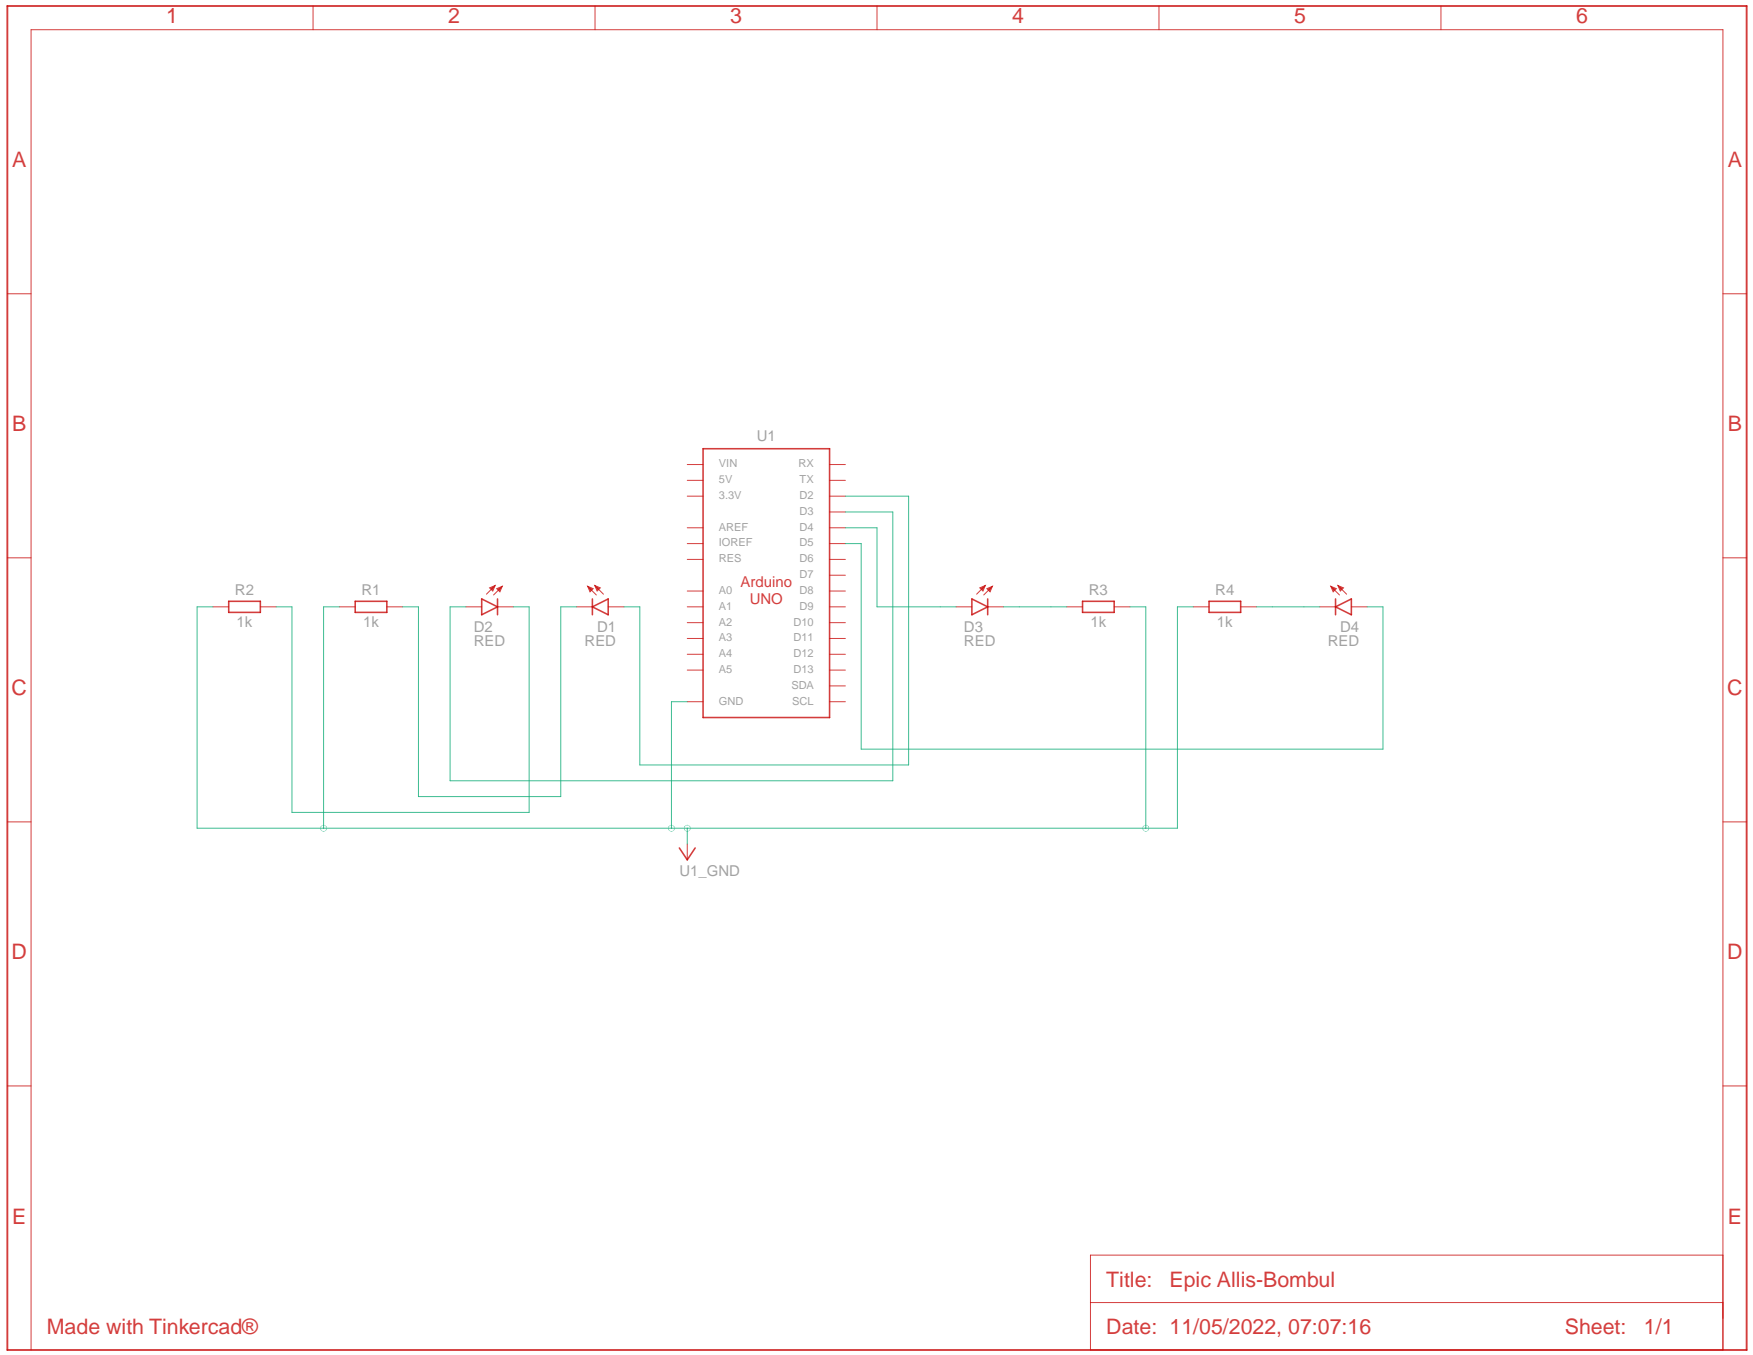 1 2 3 4 5 6
A A
B B
U1
VIN RX
5V TX
3.3V D2
D3
AREF D4
IOREF D5
RES D6
D7
Arduino
UNO
A0 D8
A1 D9
A2 D10
A3 D11
A4 D12
A5 D13
SDA
GND SCL
R2
1k
R1
1k
D2
RED
D1
RED
D3
RED
R3
1k
R4
1k
D4
RED
C C
U1_GND
D D
E E
Title: Epic Allis-Bombul
Made with Tinkercad®
Date: 11/05/2022, 07:07:16 Sheet: 1/1